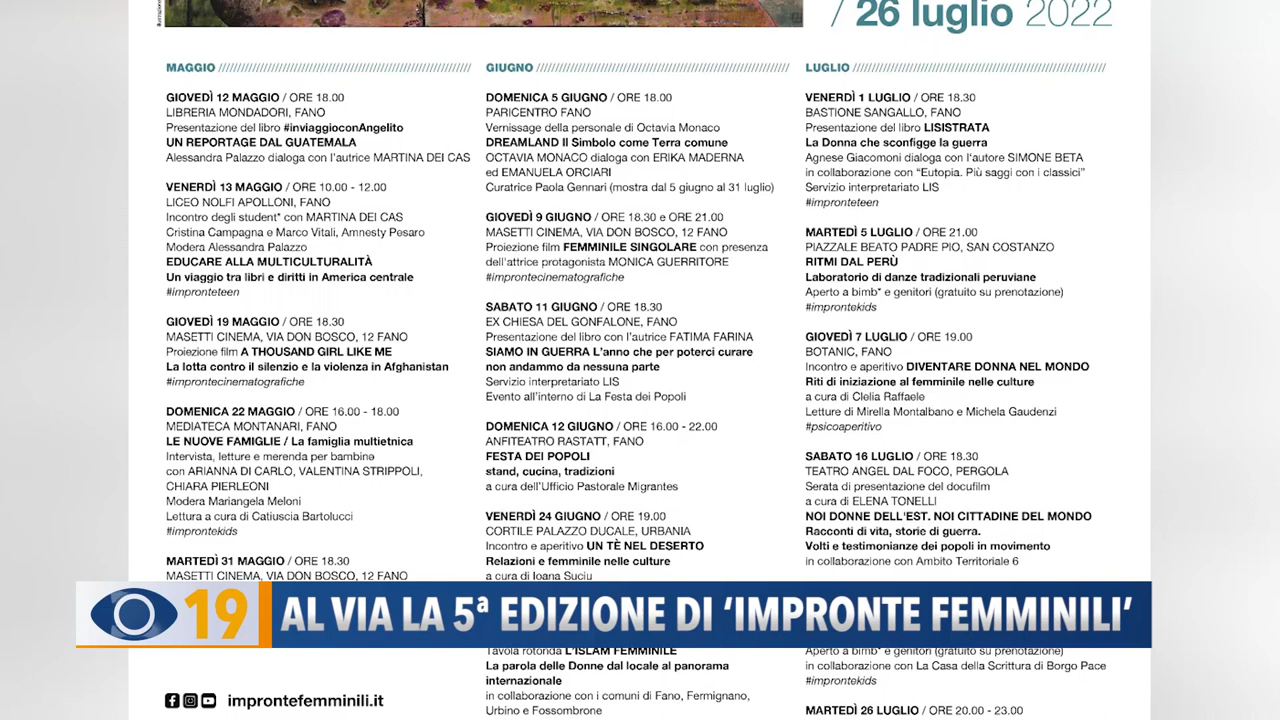 / 26 luglio 2022
MAGGIO
GIOVEDÌ 12 MAGGIO / ORE 18.00
LIBRERIA MONDADORI, FANO
Presentazione del libro #inviaggioconAngelito
UN REPORTAGE DAL GUATEMALA
Alessandra Palazzo dialoga con l'autrice MARTINA DEI CAS
VENERDÌ 13 MAGGIO / ORE 10.00 - 12.00
LICEO NOLFI APOLLONI, FANO
Incontro degli student* con MARTINA DEI CAS
Cristina Campagna e Marco Vitali, Amnesty Pesaro
Modera Alessandra Palazzo
EDUCARE ALLA MULTICULTURALITÀ
Un viaggio tra libri e diritti in America centrale
#impronteteen
GIOVEDÌ 19 MAGGIO / ORE 18.30
MASETTI CINEMA, VIA DON BOSCO, 12 FANO
Proiezione film A THOUSAND GIRL LIKE ME
La lotta contro il silenzio e la violenza in Afghanistan
#improntecinematografiche
DOMENICA 22 MAGGIO / ORE 16.00 - 18.00
MEDIATECA MONTANARI, FANO
LE NUOVE FAMIGLIE / La famiglia multietnica
Intervista, letture e merenda per bambinə
con ARIANNA DI CARLO, VALENTINA STRIPPOLI,
CHIARA PIERLEONI
Modera Mariangela Meloni
Lettura a cura di Catiuscia Bartolucci
#improntekids
MARTEDÌ 31 MAGGIO / ORE 18.30
MASETTI CINEMA, VIA DON BOSCO, 12 FANO
improntefemminili.it
GIUGNO
DOMENICA 5 GIUGNO / ORE 18.00
PARICENTRO FANO
Vernissage della personale di Octavia Monaco
DREAMLAND Il Simbolo come Terra comune
OCTAVIA MONACO dialoga con ERIKA MADERNA
ed EMANUELA ORCIARI
Curatrice Paola Gennari (mostra dal 5 giugno al 31 luglio)
GIOVEDÌ 9 GIUGNO / ORE 18.30 e ORE 21.00
MASETTI CINEMA, VIA DON BOSCO, 12 FANO
Proiezione film FEMMINILE SINGOLARE con presenza
dell'attrice protagonista MONICA GUERRITORE
#improntecinematografiche
SABATO 11 GIUGNO / ORE 18.30
EX CHIESA DEL GONFALONE, FANO
Presentazione del libro con l'autrice FATIMA FARINA
SIAMO IN GUERRA L'anno che per poterci curare
non andammo da nessuna parte
Servizio interpretariato LIS
Evento all'interno di La Festa dei Popoli
DOMENICA 12 GIUGNO / ORE 16.00 - 22.00
ANFITEATRO RASTATT, FANO
FESTA DEI POPOLI
stand, cucina, tradizioni
a cura dell'Ufficio Pastorale Migrantes
VENERDÌ 24 GIUGNO / ORE 19.00
CORTILE PALAZZO DUCALE, URBANIA
Incontro e aperitivo UN TÈ NEL DESERTO
Relazioni e femminile nelle culture
a cura di Ioana Suciu
Tavola rotonda L'ISLAM FEMMINILE
La parola delle Donne dal locale al panorama
internazionale
in collaborazione con i comuni di Fano, Fermignano,
Urbino e Fossombrone
LUGLIO
VENERDÌ 1 LUGLIO / ORE 18.30
BASTIONE SANGALLO, FANO
Presentazione del libro LISISTRATA
La Donna che sconfigge la guerra
Agnese Giacomoni dialoga con l'autore SIMONE BETA
in collaborazione con "Eutopia. Più saggi con i classici"
Servizio interpretariato LIS
#impronteteen
MARTEDÌ 5 LUGLIO / ORE 21.00
PIAZZALE BEATO PADRE PIO, SAN COSTANZO
RITMI DAL PERÙ
Laboratorio di danze tradizionali peruviane
Aperto a bimb* e genitori (gratuito su prenotazione)
#improntekids
GIOVEDÌ 7 LUGLIO / ORE 19.00
BOTANIC, FANO
Incontro e aperitivo DIVENTARE DONNA NEL MONDO
Riti di iniziazione al femminile nelle culture
a cura di Clelia Raffaele
Letture di Mirella Montalbano e Michela Gaudenzi
#psicoaperitivo
SABATO 16 LUGLIO / ORE 18.30
TEATRO ANGEL DAL FOCO, PERGOLA
Serata di presentazione del docufilm
a cura di ELENA TONELLI
NOI DONNE DELL'EST. NOI CITTADINE DEL MONDO
Racconti di vita, storie di guerra.
Volti e testimonianze dei popoli in movimento
in collaborazione con Ambito Territoriale 6
Aperto a bimb* e genitori (gratuito su prenotazione)
in collaborazione con La Casa della Scrittura di Borgo Pace
#improntekids
MARTEDÌ 26 LUGLIO / ORE 20.00 - 23.00
19
AL VIA LA 5ª EDIZIONE DI 'IMPRONTE FEMMINILI'